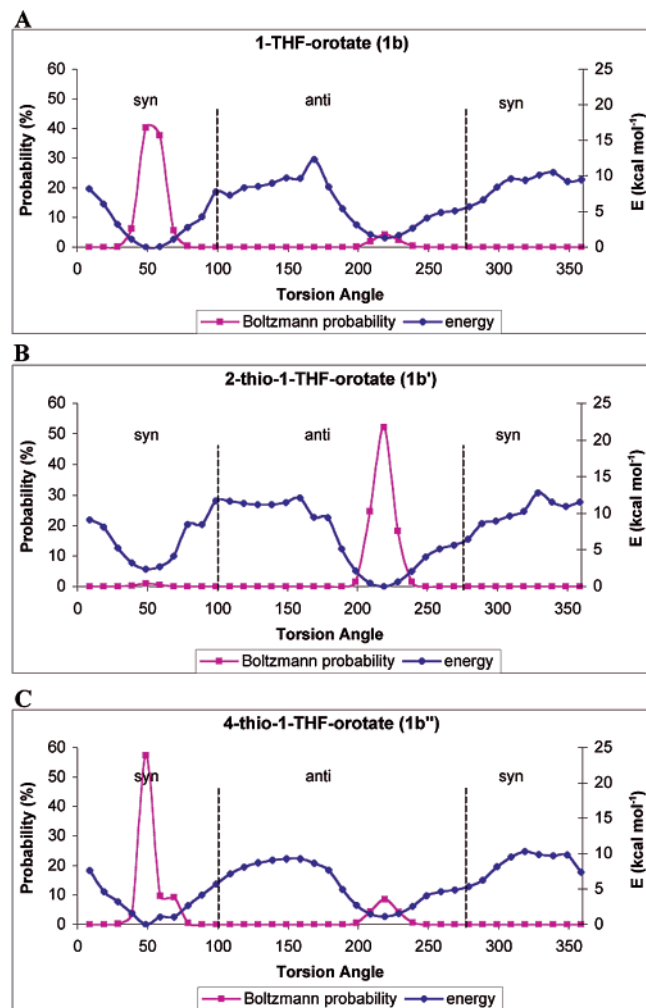 A
1-THF-orotate (1b)
60 25
50 20
40 15
30 10
20 5
10 0
0
syn anti syn
Probability (%)
E (kcal mol-1)
0 50 100 150 200 250 300 350
Torsion Angle
Boltzmann probability energy
B
2-thio-1-THF-orotate (1b')
60 25
50 20
40 15
30 10
20 5
10 0
0
syn anti syn
Probability (%)
E (kcal mol-1)
0 50 100 150 200 250 300 350
Torsion Angle
Boltzmann probability energy
C
4-thio-1-THF-orotate (1b")
60 25
50 20
40 15
30 10
20 5
10 0
0
syn anti syn
Probability (%)
E (kcal mol-1)
0 50 100 150 200 250 300 350
Torsion Angle
Boltzmann probability energy